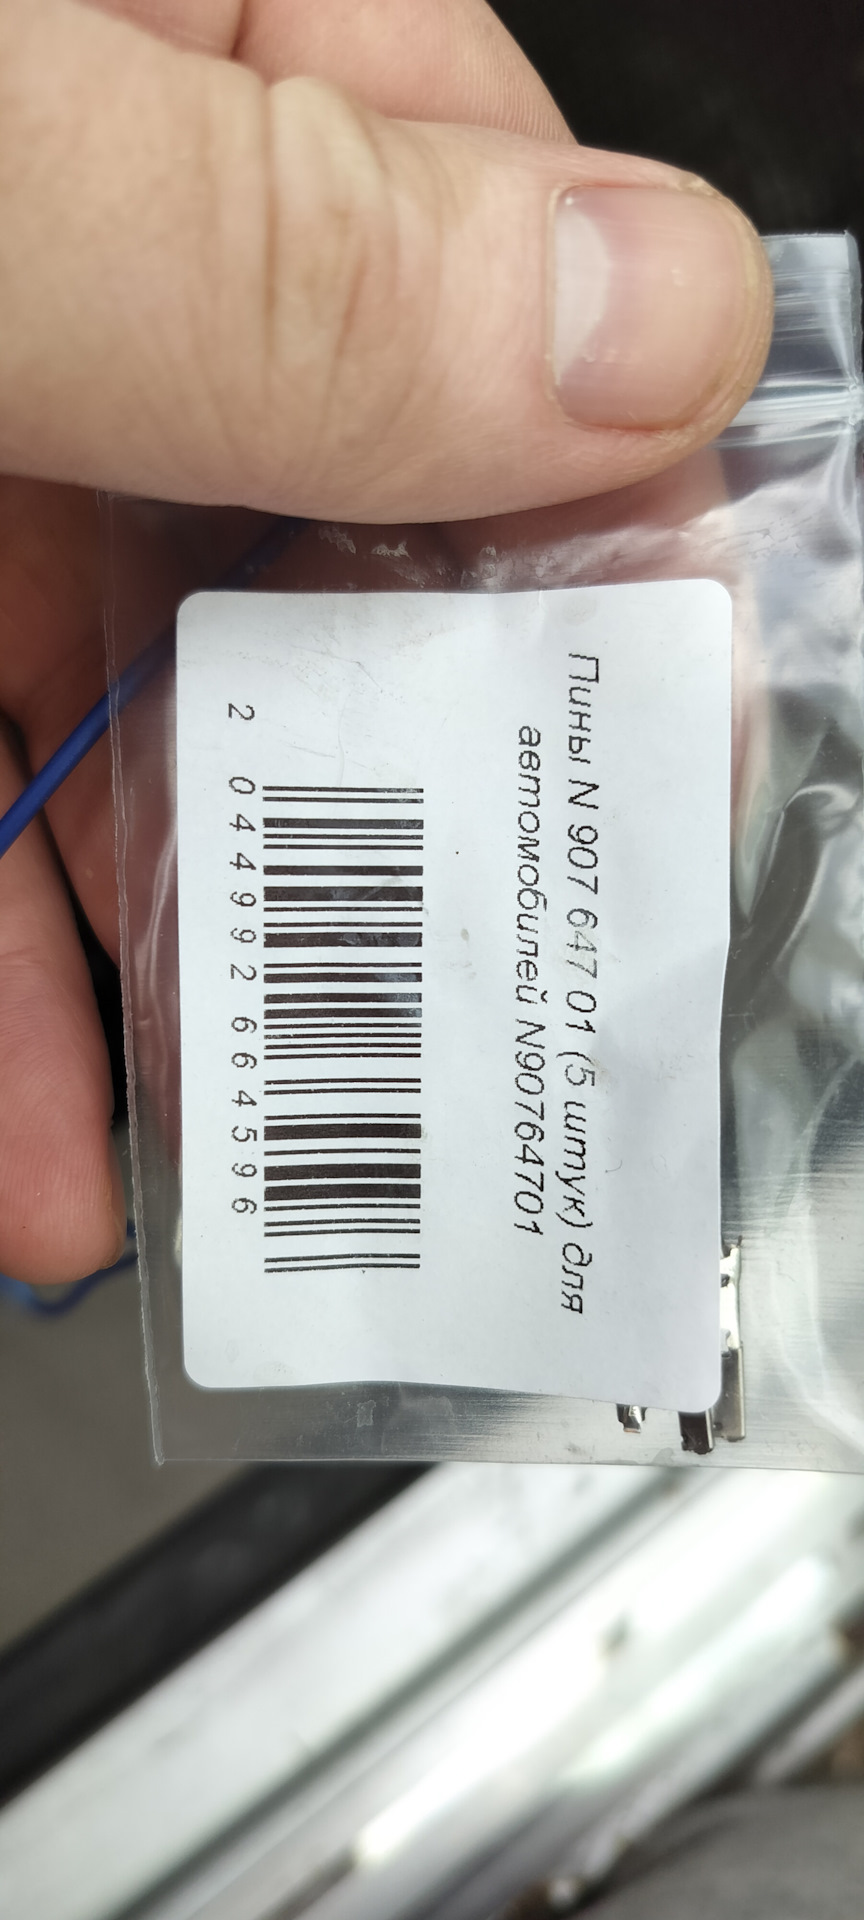 Пины N 907 647 01 (5 штук) для
автомобилей N90764701
2 044992 664596